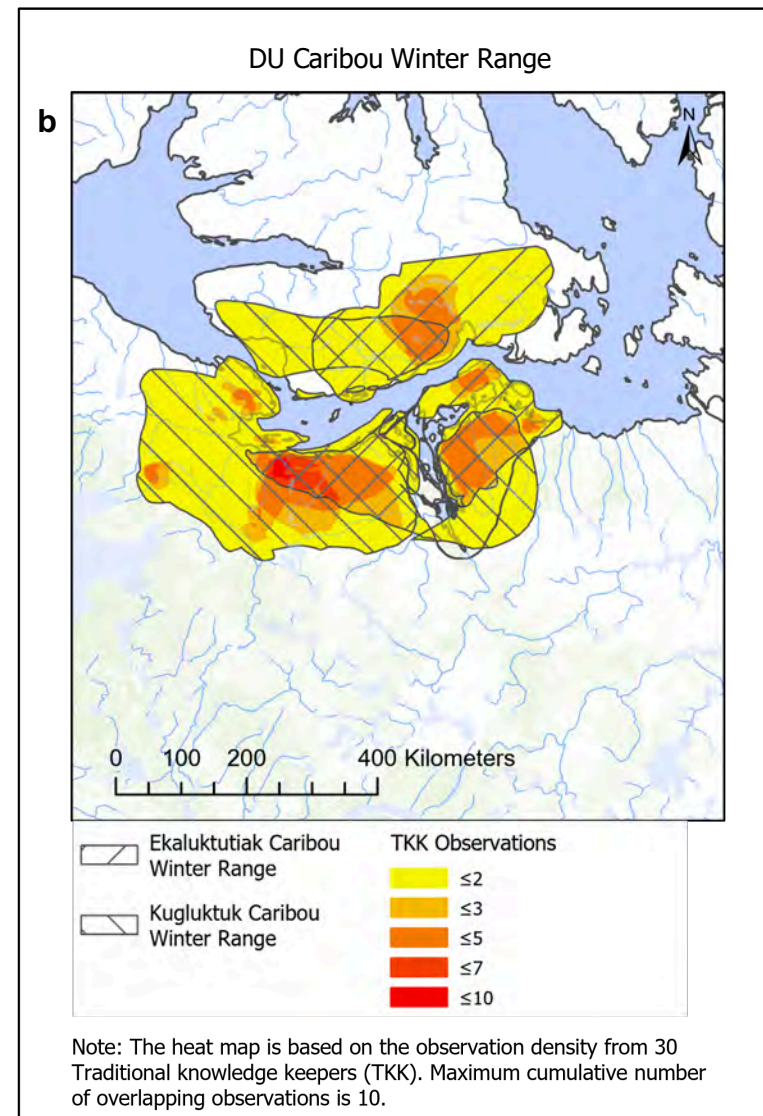 DU Caribou Winter Range
b
N
0 100 200 400 Kilometers
Ekaluktutiak Caribou
Winter Range
Kugluktuk Caribou
Winter Range
TKK Observations
≤2
≤3
≤5
≤7
≤10
Note: The heat map is based on the observation density from 30
Traditional knowledge keepers (TKK). Maximum cumulative number
of overlapping observations is 10.